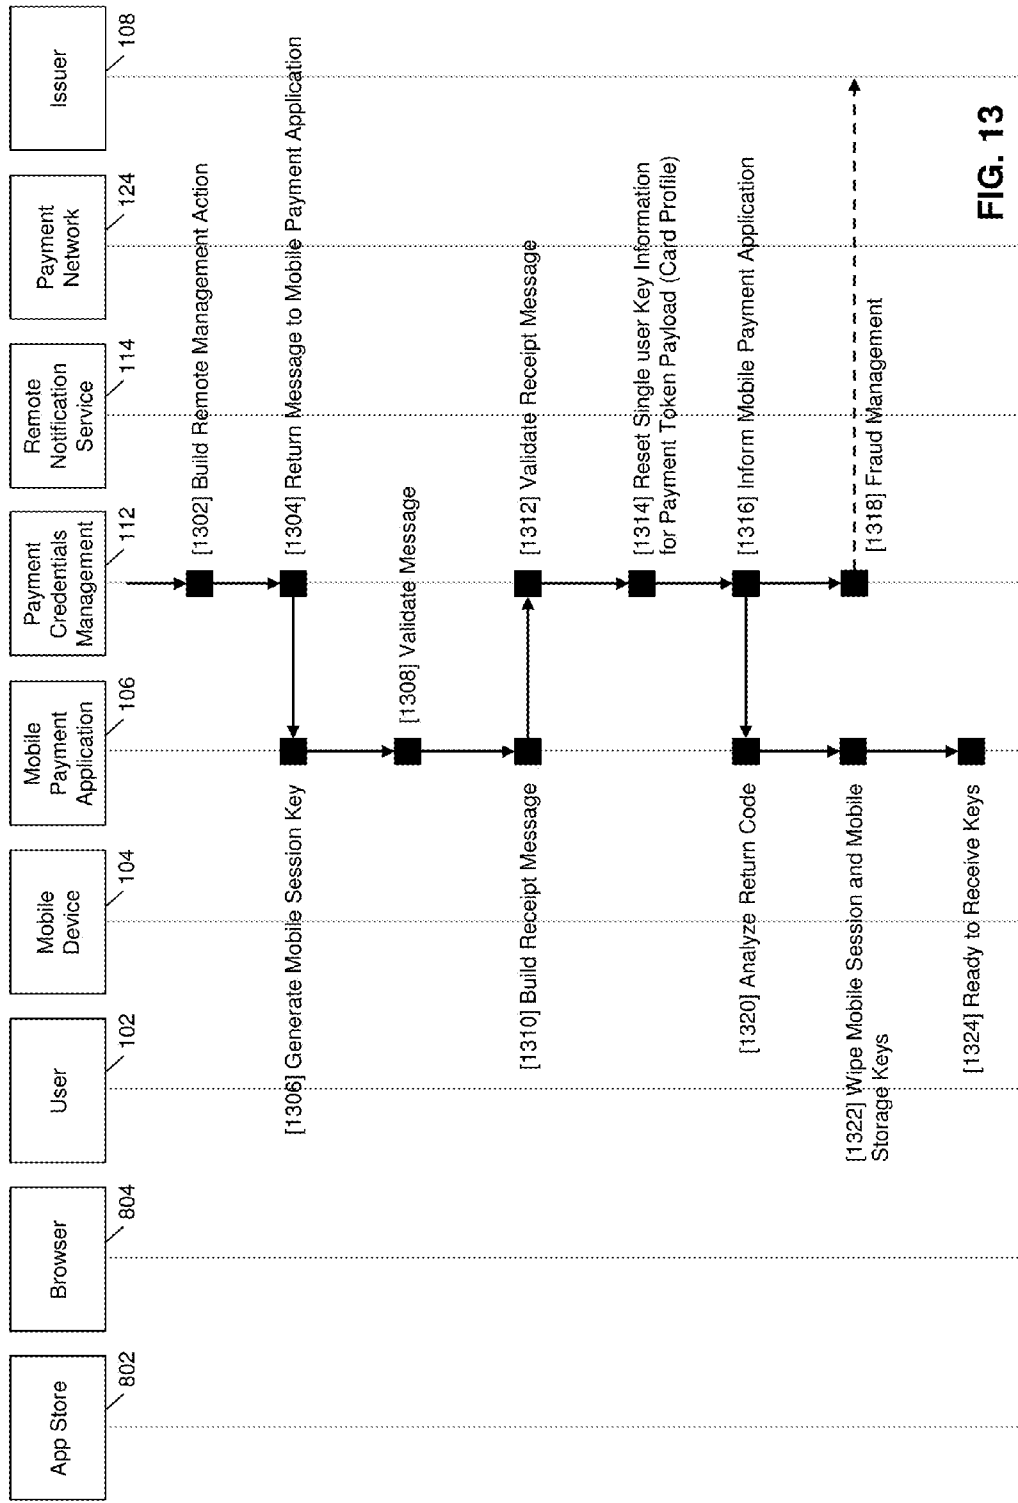 App Store
802
Browser
804
User
102
Mobile
Device
104
Mobile
Payment
Application
106
Payment
Credentials
Management
112
Remote
Notification
Service
114
Payment
Network
124
Issuer
108
[1302] Build Remote Management Action
[1304] Return Message to Mobile Payment Application
[1306] Generate Mobile Session Key
[1308] Validate Message
[1310] Build Receipt Message
[1312] Validate Receipt Message
[1314] Reset Single user Key Information
for Payment Token Payload (Card Profile)
[1316] Inform Mobile Payment Application
[1320] Analyze Return Code
[1318] Fraud Management
[1322] Wipe Mobile Session and Mobile
Storage Keys
[1324] Ready to Receive Keys
FIG. 13